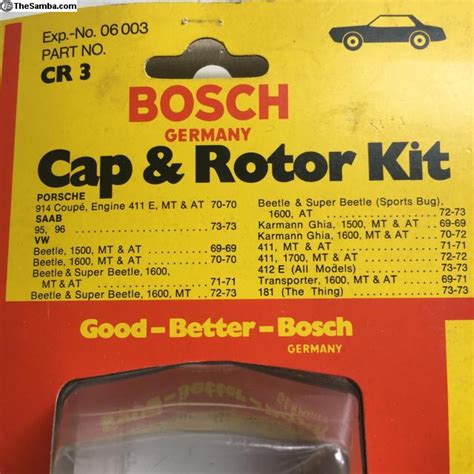 TheSamba.com
Exp.-No. 06 003
PART NO.
CR 3
BOSCH
GERMANY
Cap & Rotor Kit
PORSCHE
914 Coupé, Engine 411 E, MT & AT 70-70
SAAB
95, 96 73-73
VW
Beetle, 1500, MT & AT 69-69
Beetle, 1600, MT & AT 70-70
Beetle & Super Beetle, 1600,
MT & AT 71-71
Beetle & Super Beetle, 1600, MT 72-73
Beetle & Super Beetle (Sports Bug),
1600, AT 72-73
Karmann Ghia, 1500, MT & AT 69-69
Karmann Ghia, 1600, MT & AT 70-72
411, MT & AT 71-71
411, 1700, MT & AT 72-72
412 E (All Models) 73-73
Transporter, 1600, MT & AT 69-71
181 (The Thing) 73-73
Good-Better-Bosch
GERMANY